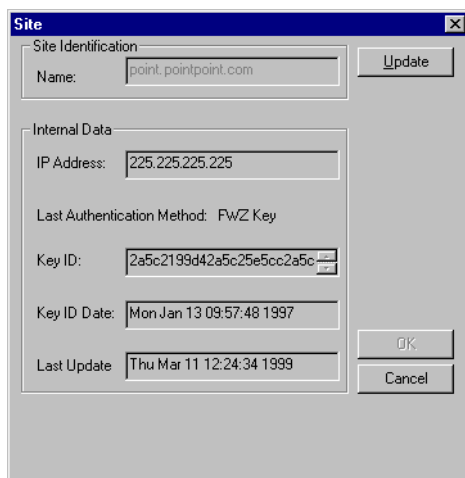 Site
Site Identification
Name: point.pointpoint.com
Update
Internal Data
IP Address: 225.225.225.225
Last Authentication Method: FWZ Key
Key ID: 2a5c2199d42a5c25e5cc2a5c
Key ID Date: Mon Jan 13 09:57:48 1997
Last Update Thu Mar 11 12:24:34 1999
OK
Cancel